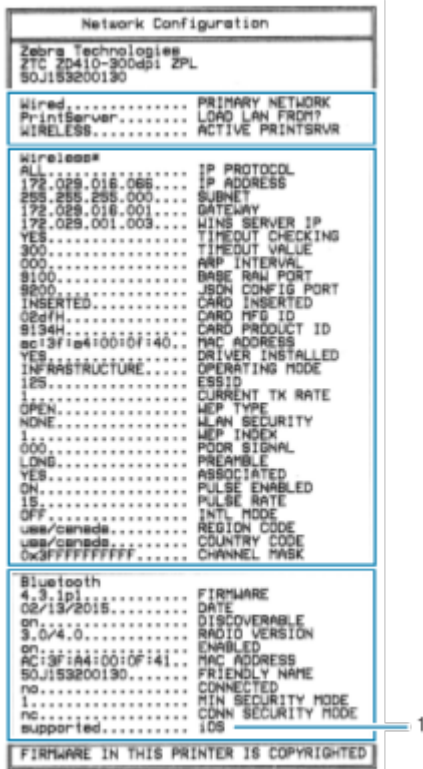 Network Configuration
Zebra Technologies
ZTC ZD410-300dpi ZPL
50J153200130
Wired.............. PRIMARY NETWORK
PrintServer........ LOAD LAN FROM?
WIRELESS........... ACTIVE PRINTSRVR
Wireless*
ALL................ IP PROTOCOL
172.029.016.066.... IP ADDRESS
255.255.255.000.... SUBNET
172.029.016.001.... GATEWAY
172.029.001.003.... WINS SERVER IP
YES................ TIMEOUT CHECKING
300................ TIMEOUT VALUE
000................ ARP INTERVAL
9100............... BASE RAW PORT
9200............... JSON CONFIG PORT
INSERTED........... CARD INSERTED
02dfH.............. CARD MFG ID
9134H.............. CARD PRODUCT ID
ac:3f:a4:00:0f:40.. MAC ADDRESS
YES................ DRIVER INSTALLED
INFRASTRUCTURE..... OPERATING MODE
125................ ESSID
1.................. CURRENT TX RATE
OPEN............... WEP TYPE
NONE............... WLAN SECURITY
1.................. WEP INDEX
000................ POOR SIGNAL
LONG............... PREAMBLE
YES................ ASSOCIATED
ON................. PULSE ENABLED
15................. PULSE RATE
OFF................ INTL MODE
usa/canada......... REGION CODE
usa/canada......... COUNTRY CODE
0x3FFFFFFFFFF...... CHANNEL MASK
Bluetooth
4.3.1p1............ FIRMWARE
02/13/2015......... DATE
on................. DISCOVERABLE
3.0/4.0............ RADIO VERSION
on................. ENABLED
AC:3F:A4:00:0F:41.. MAC ADDRESS
50J153200130....... FRIENDLY NAME
no................. CONNECTED
1.................. MIN SECURITY MODE
nc................. CONN SECURITY MODE
supported.......... iOS
1
FIRMWARE IN THIS PRINTER IS COPYRIGHTED